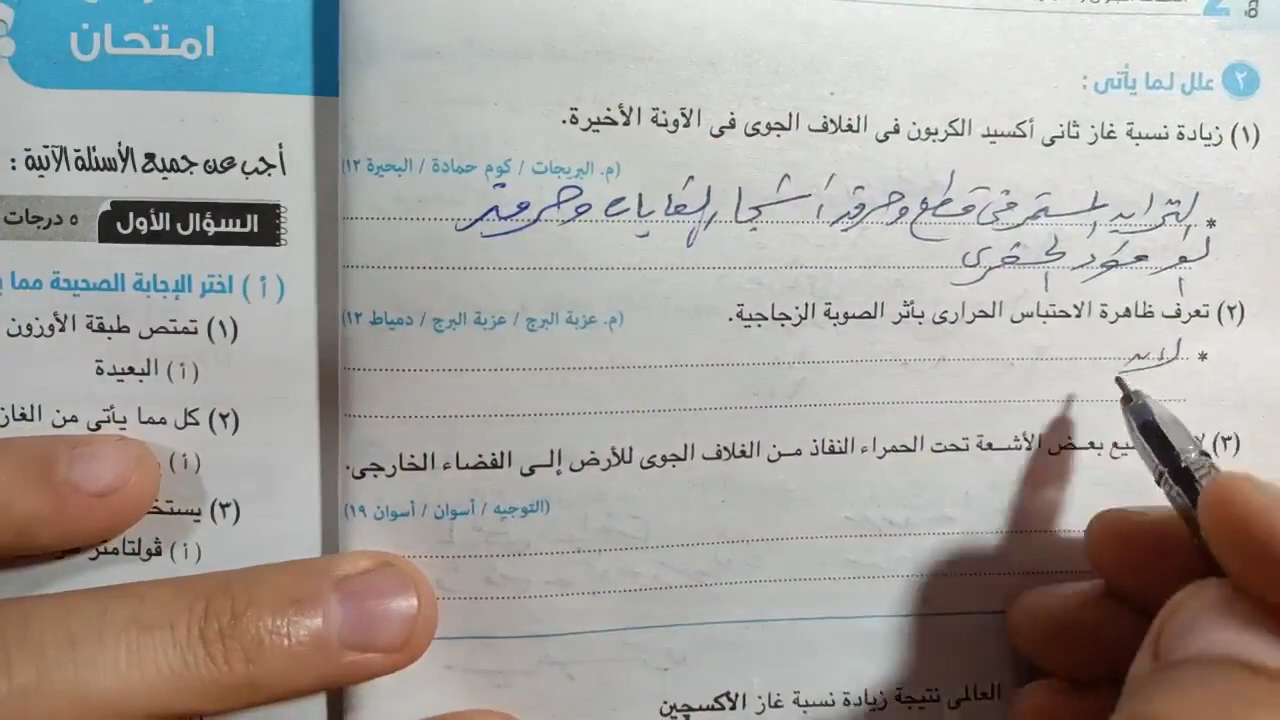 امتحان
أجب عن جميع الأسئلة الآتية :
السؤال الأول
٥ درجات
( أ ) اختر الإجابة الصحيحة مما
(١) تمتص طبقة الأوزون
( أ ) البعيدة
(٢) كل مما يأتى من الغاز
( أ )
(٣) يستخ
( أ ) ڤولتامتر
2
٢ علل لما يأتى :
(١) زيادة نسبة غاز ثانى أكسيد الكربون فى الغلاف الجوى فى الآونة الأخيرة.
(م. البريجات / كوم حمادة / البحيرة ١٢)
* التزايد المستمر فى قطع وحرق أشجار الغابات وحرق
الوقود الحفرى
(٢) تعرف ظاهرة الاحتباس الحرارى بأثر الصوبة الزجاجية.
(م. عزبة البرج / عزبة البرج / دمياط ١٢)
*
(٣) بعض الأشعة تحت الحمراء النفاذ من الغلاف الجوى للأرض إلى الفضاء الخارجى.
(التوجيه / أسوان / أسوان ١٩)
العالمى نتيجة زيادة نسبة غاز الأكسچين